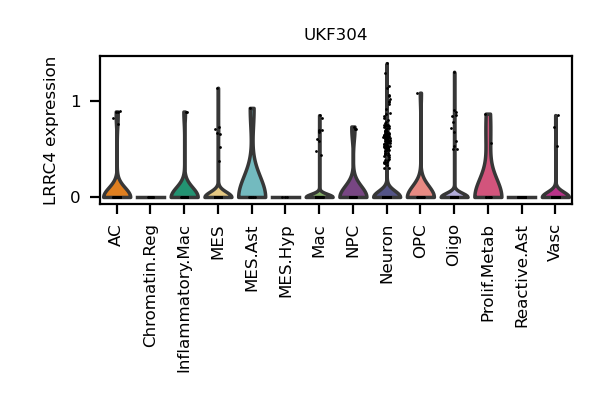 UKF304
LRRC4 expression
1
0
AC
Chromatin.Reg
Inflammatory.Mac
MES
MES.Ast
MES.Hyp
Mac
NPC
Neuron
OPC
Oligo
Prolif.Metab
Reactive.Ast
Vasc